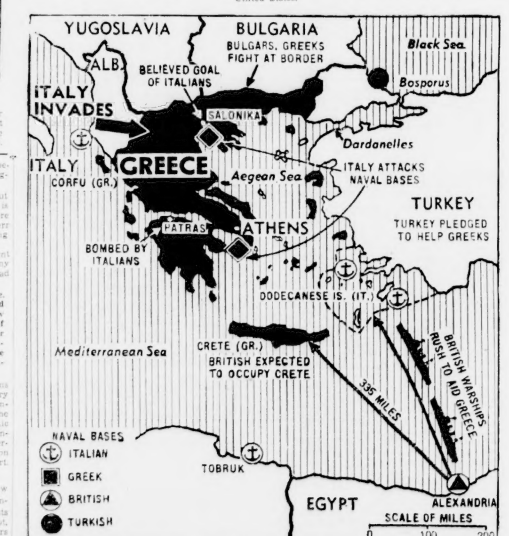 YUGOSLAVIA
BULGARIA
BULGARS, GREEKS
FIGHT AT BORDER
Black Sea
ALB.
BELIEVED GOAL
OF ITALIANS
Bosporus
ITALY
INVADES
SALONIKA
Dardanelles
ITALY
GREECE
CORFU (GR.)
Aegean Sea
ITALY ATTACKS
NAVAL BASES
TURKEY
TURKEY PLEDGED
TO HELP GREEKS
PATRAS
ATHENS
BOMBED BY
ITALIANS
DODECANESE IS. (IT.)
Mediterranean Sea
CRETE (GR.)
BRITISH EXPECTED
TO OCCUPY CRETE
BRITISH WARSHIPS
RUSH TO AID GREECE
335 MILES
NAVAL BASES
ITALIAN
GREEK
BRITISH
TURKISH
TOBRUK
EGYPT
ALEXANDRIA
SCALE OF MILES
0 100 200